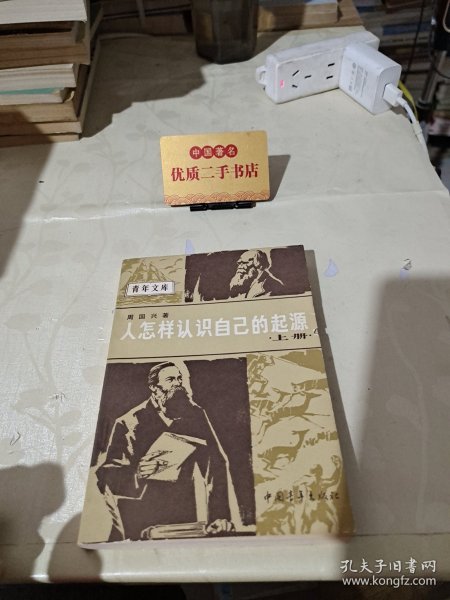 中国著名
优质二手书店
青年文库
周国兴著
人怎样认识自己的起源
·上册·
中国青年出版社
孔夫子旧书网
www.kongfz.com